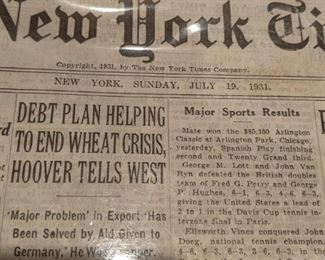 New York Ti
Copyright, 1931, by The New York Times Company.
NEW YORK, SUNDAY, JULY 19, 1931.
DEBT PLAN HELPING
TO END WHEAT CRISIS,
HOOVER TELLS WEST
'Major Problem' in Export 'Has
Been Solved by Aid Given to
Germany,' He
Major Sports Results
Mate won the $85,150 Arlington
Classic at Arlington Park, Chicago,
yesterday, Spanish Play finishing
second and Twenty Grand third.
George M. Lott and John Van
Ryn defeated the British doubles
team of Fred G. Perry and George
P. Hughes, 6—1, 6—3, 4—6, 6—3,
giving the United States a lead of
2 to 1 in the Davis Cup tennis in-
terzone final in Paris.
Ellsworth Vines conquered John
Doeg, national tennis champion,